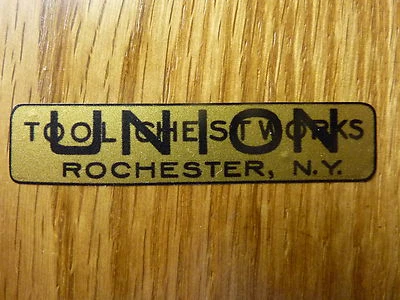 UNION
TOOL CHEST WORKS
ROCHESTER, N.Y.